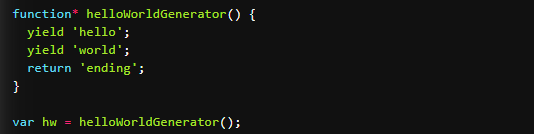 function* helloWorldGenerator() {
  yield 'hello';
  yield 'world';
  return 'ending';
}

var hw = helloWorldGenerator();